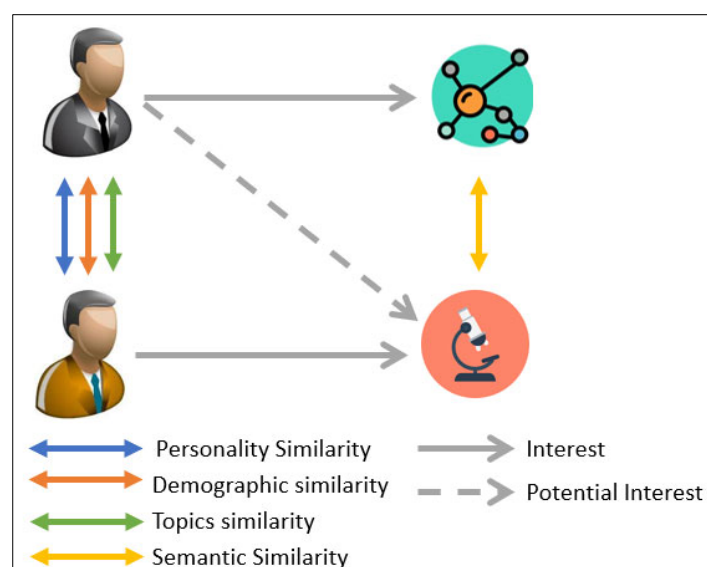 Personality Similarity
Interest
Demographic similarity
Potential Interest
Topics similarity
Semantic Similarity